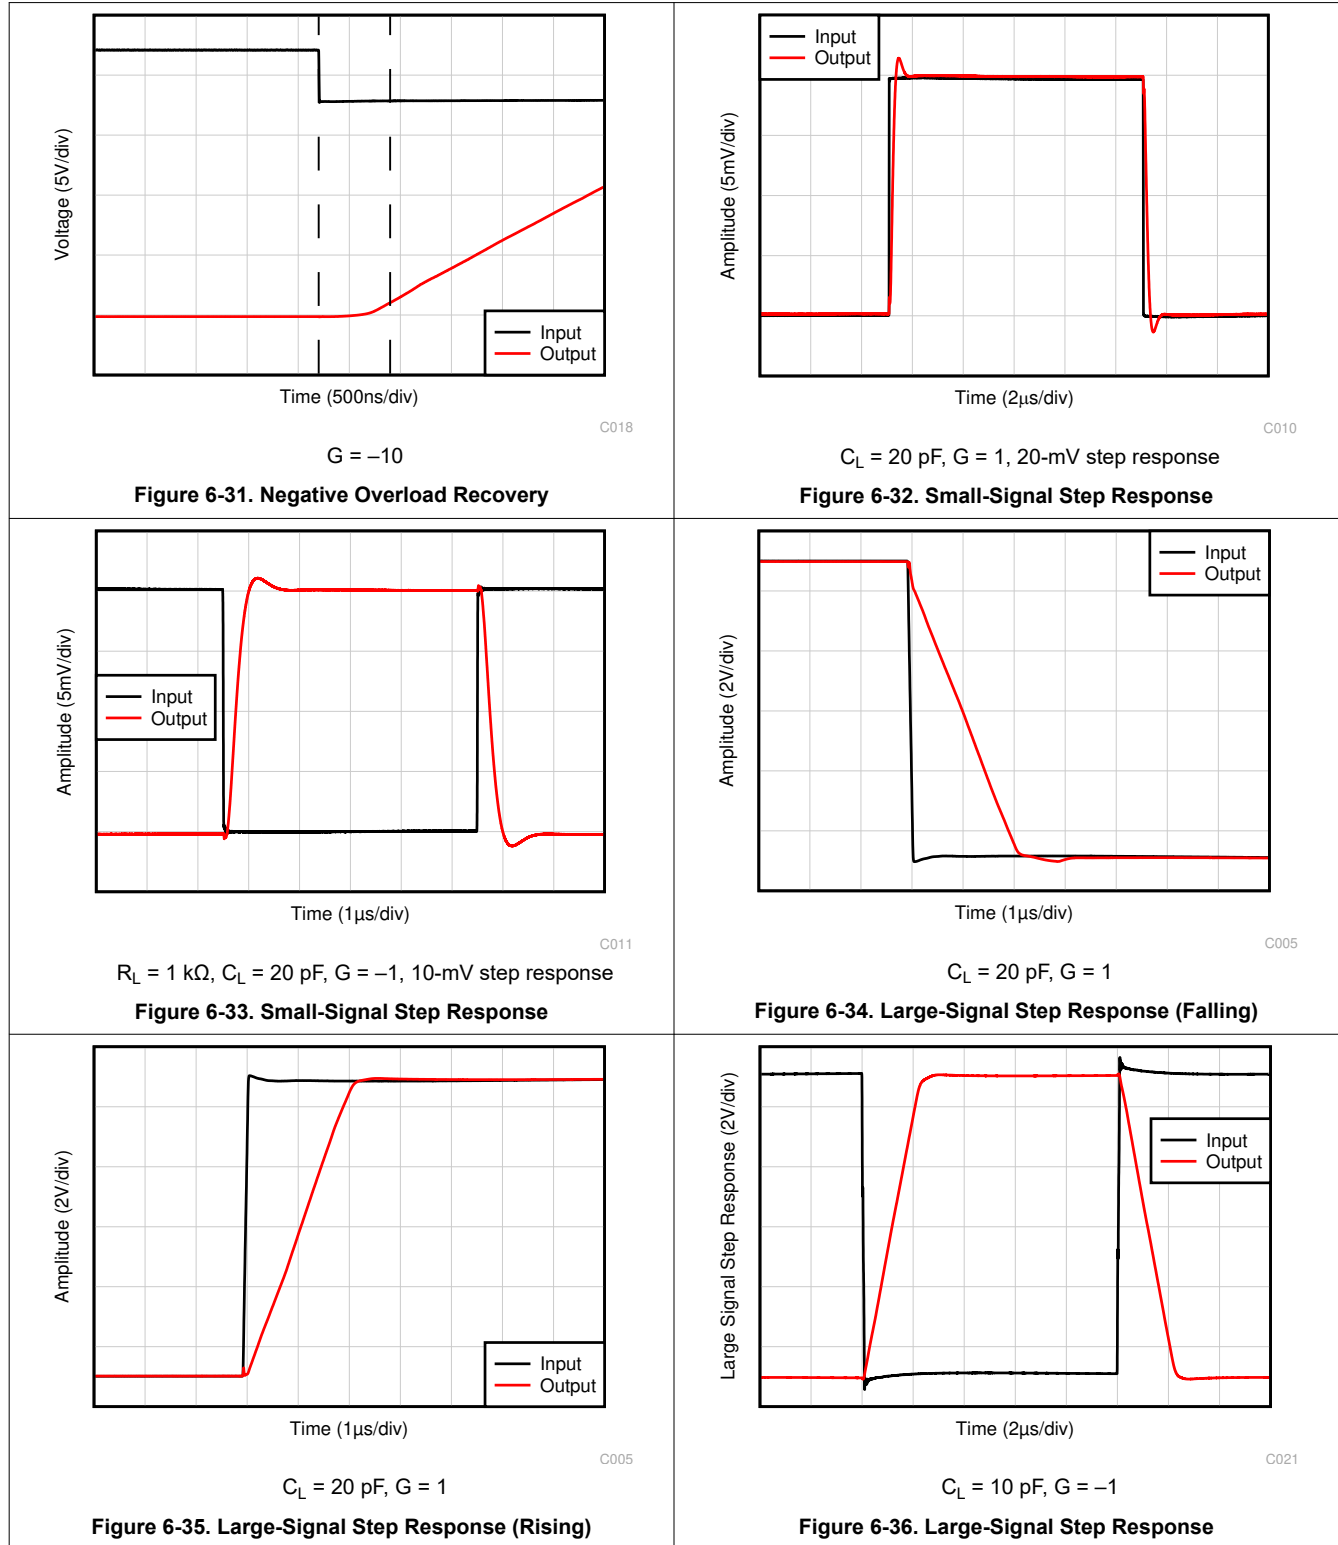 Voltage (5V/div)
Input
Output
Time (500ns/div)
C018
G = –10
Figure 6-31. Negative Overload Recovery
Amplitude (5mV/div)
Input
Output
Time (2μs/div)
C010
CL = 20 pF, G = 1, 20-mV step response
Figure 6-32. Small-Signal Step Response
Amplitude (5mV/div)
Input
Output
Time (1μs/div)
C011
RL = 1 kΩ, CL = 20 pF, G = –1, 10-mV step response
Figure 6-33. Small-Signal Step Response
Amplitude (2V/div)
Input
Output
Time (1μs/div)
C005
CL = 20 pF, G = 1
Figure 6-34. Large-Signal Step Response (Falling)
Amplitude (2V/div)
Input
Output
Time (1μs/div)
C005
CL = 20 pF, G = 1
Figure 6-35. Large-Signal Step Response (Rising)
Large Signal Step Response (2V/div)
Input
Output
Time (2μs/div)
C021
CL = 10 pF, G = –1
Figure 6-36. Large-Signal Step Response